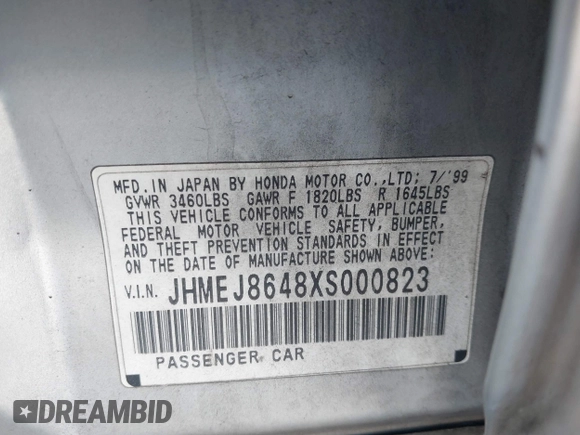 MFD.IN JAPAN BY HONDA MOTOR CO.,LTD; 7/'99
GVWR 3460LBS GAWR F 1820LBS R 1645LBS
THIS VEHICLE CONFORMS TO ALL APPLICABLE
FEDERAL MOTOR VEHICLE SAFETY, BUMPER,
AND THEFT PREVENTION STANDARDS IN EFFECT
ON THE DATE OF MANUFACTURE SHOWN ABOVE.
V.I.N. JHMEJ8648XS000823
PASSENGER CAR
DREAMBID